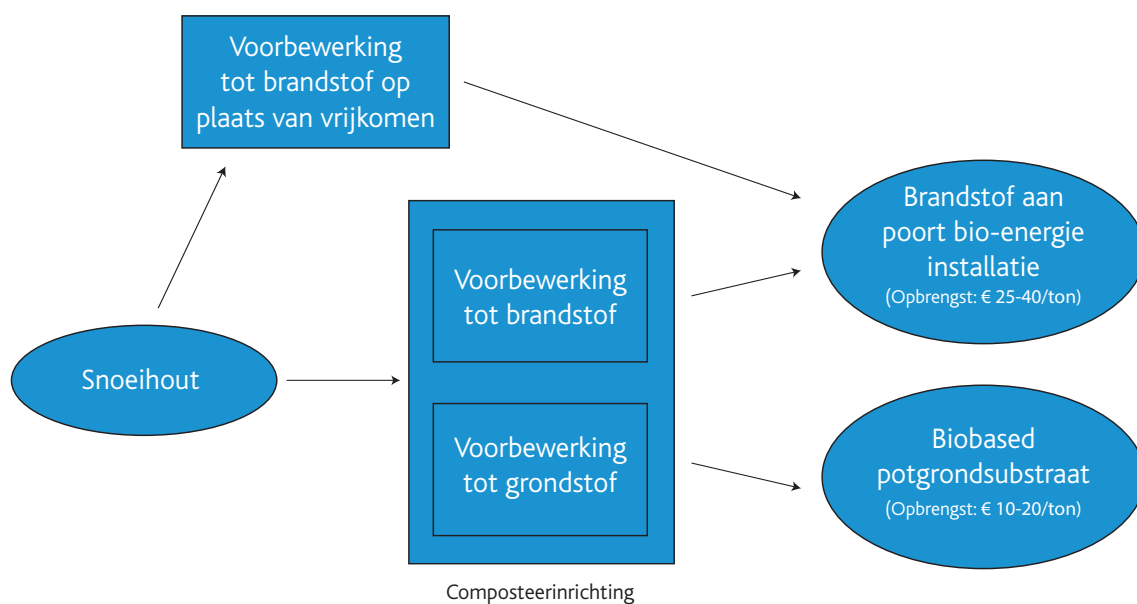 Voorbewerking
tot brandstof op
plaats van vrijkomen
Brandstof aan
poort bio-energie
installatie
(Opbrengst: € 25-40/ton)
Voorbewerking
tot brandstof
Snoeihout
Voorbewerking
tot grondstof
Biobased
potgrondsubstraat
(Opbrengst: € 10-20/ton)
Composteerinrichting